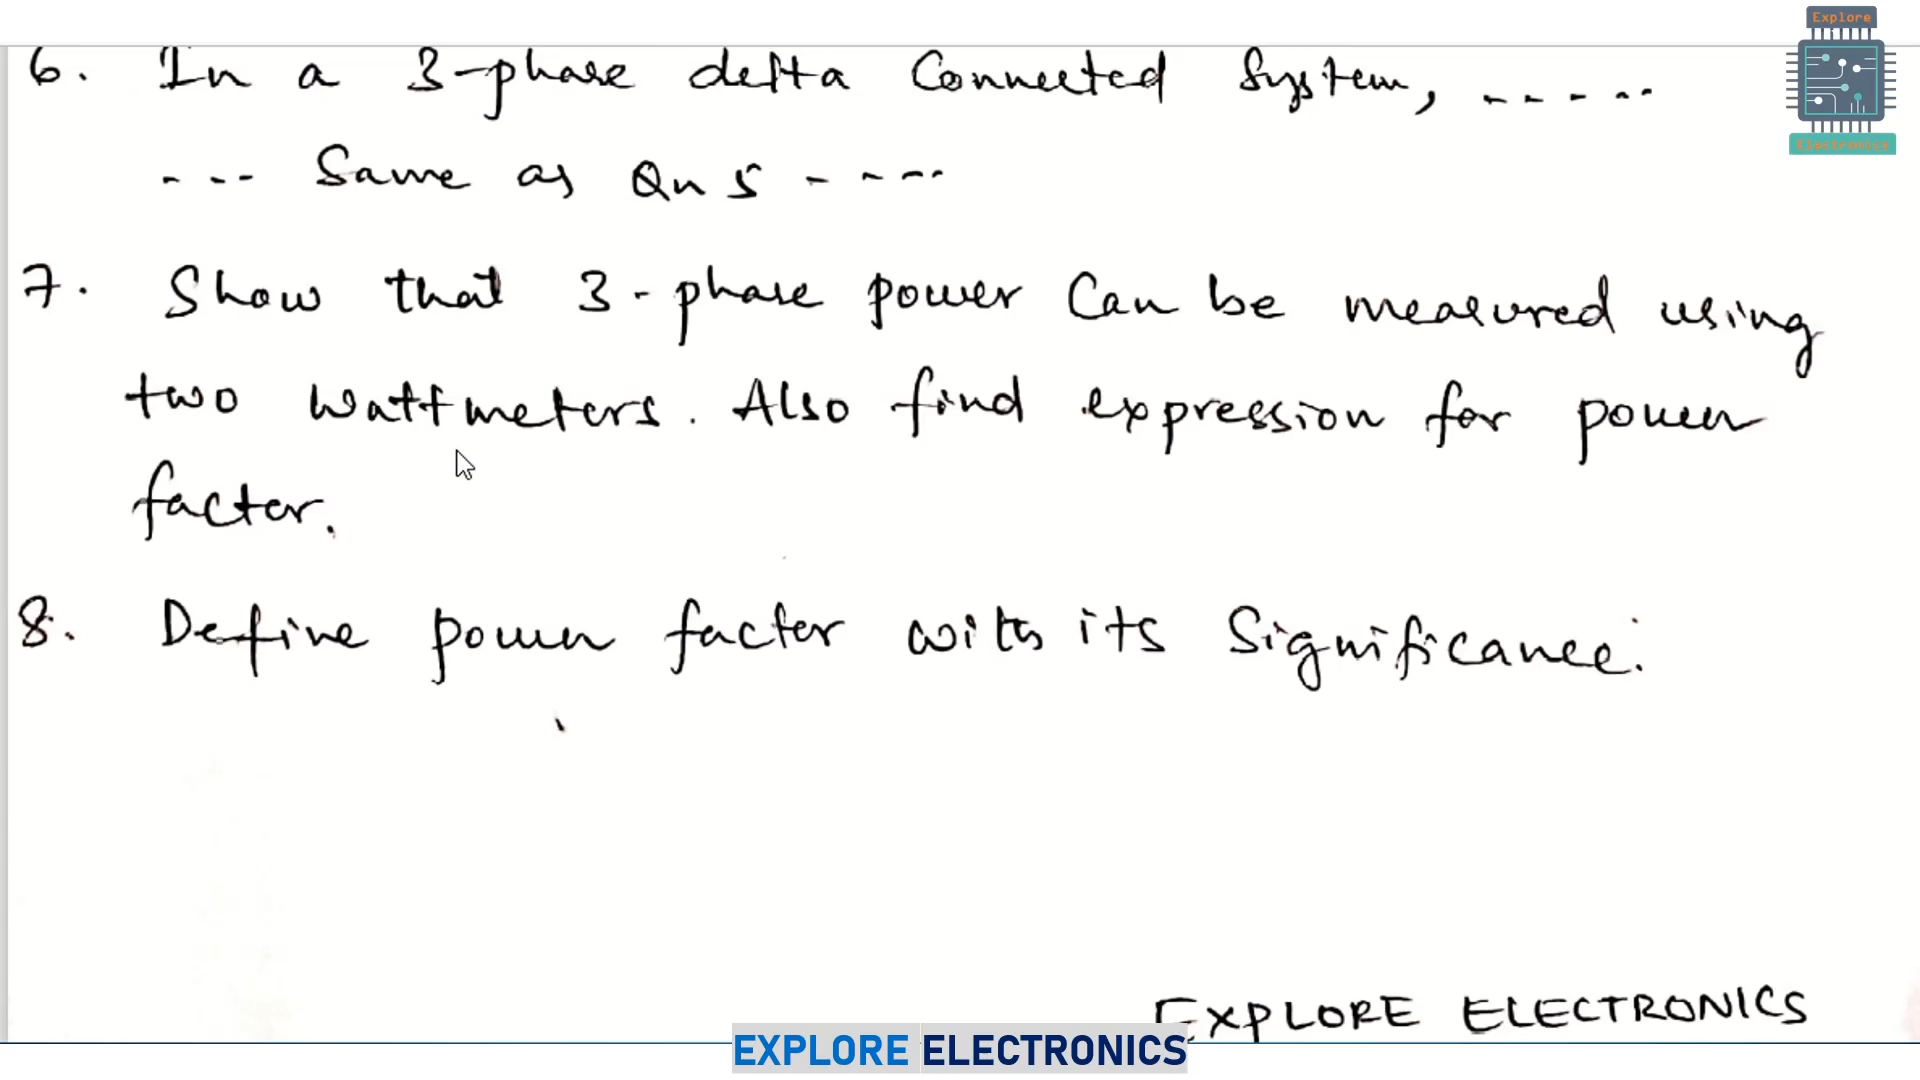 Explore
Electronics
6. In a 3-phase delta Connected System, -----
--- Same as Qn 5 ----
7. Show that 3-phase power Can be measured using
two wattmeters. Also find expression for power
factor.
8. Define power factor with its Significance.
EXPLORE ELECTRONICS
EXPLORE ELECTRONICS